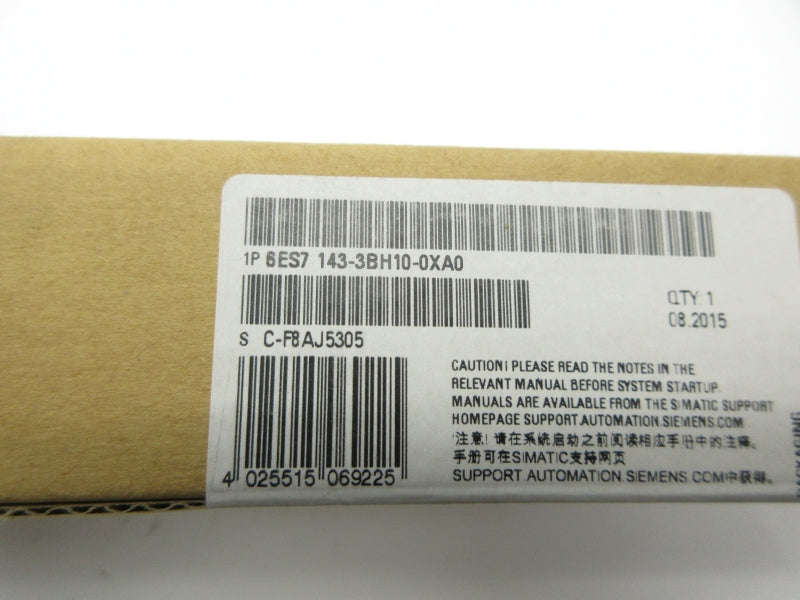 1P 6ES7 143-3BH10-0XA0
QTY: 1
08.2015
S C-F8AJ5305
CAUTION! PLEASE READ THE NOTES IN THE
RELEVANT MANUAL BEFORE SYSTEM STARTUP.
MANUALS ARE AVAILABLE FROM THE SIMATIC SUPPORT
HOMEPAGE SUPPORT.AUTOMATION.SIEMENS.COM
注意! 请在系统启动之前阅读相应手册中的注释。
手册可在SIMATIC支持网页
SUPPORT.AUTOMATION.SIEMENS.COM中获得。
4 025515 069225
PACKAGING